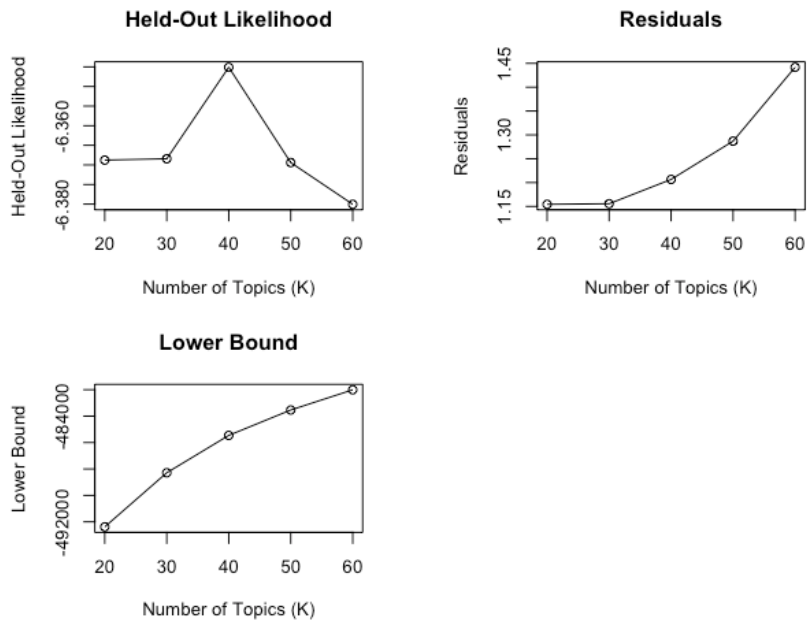 Held-Out Likelihood
Held-Out Likelihood
-6.360
-6.380
20 30 40 50 60
Number of Topics (K)
Residuals
Residuals
1.45
1.30
1.15
20 30 40 50 60
Number of Topics (K)
Lower Bound
Lower Bound
-484000
-492000
20 30 40 50 60
Number of Topics (K)